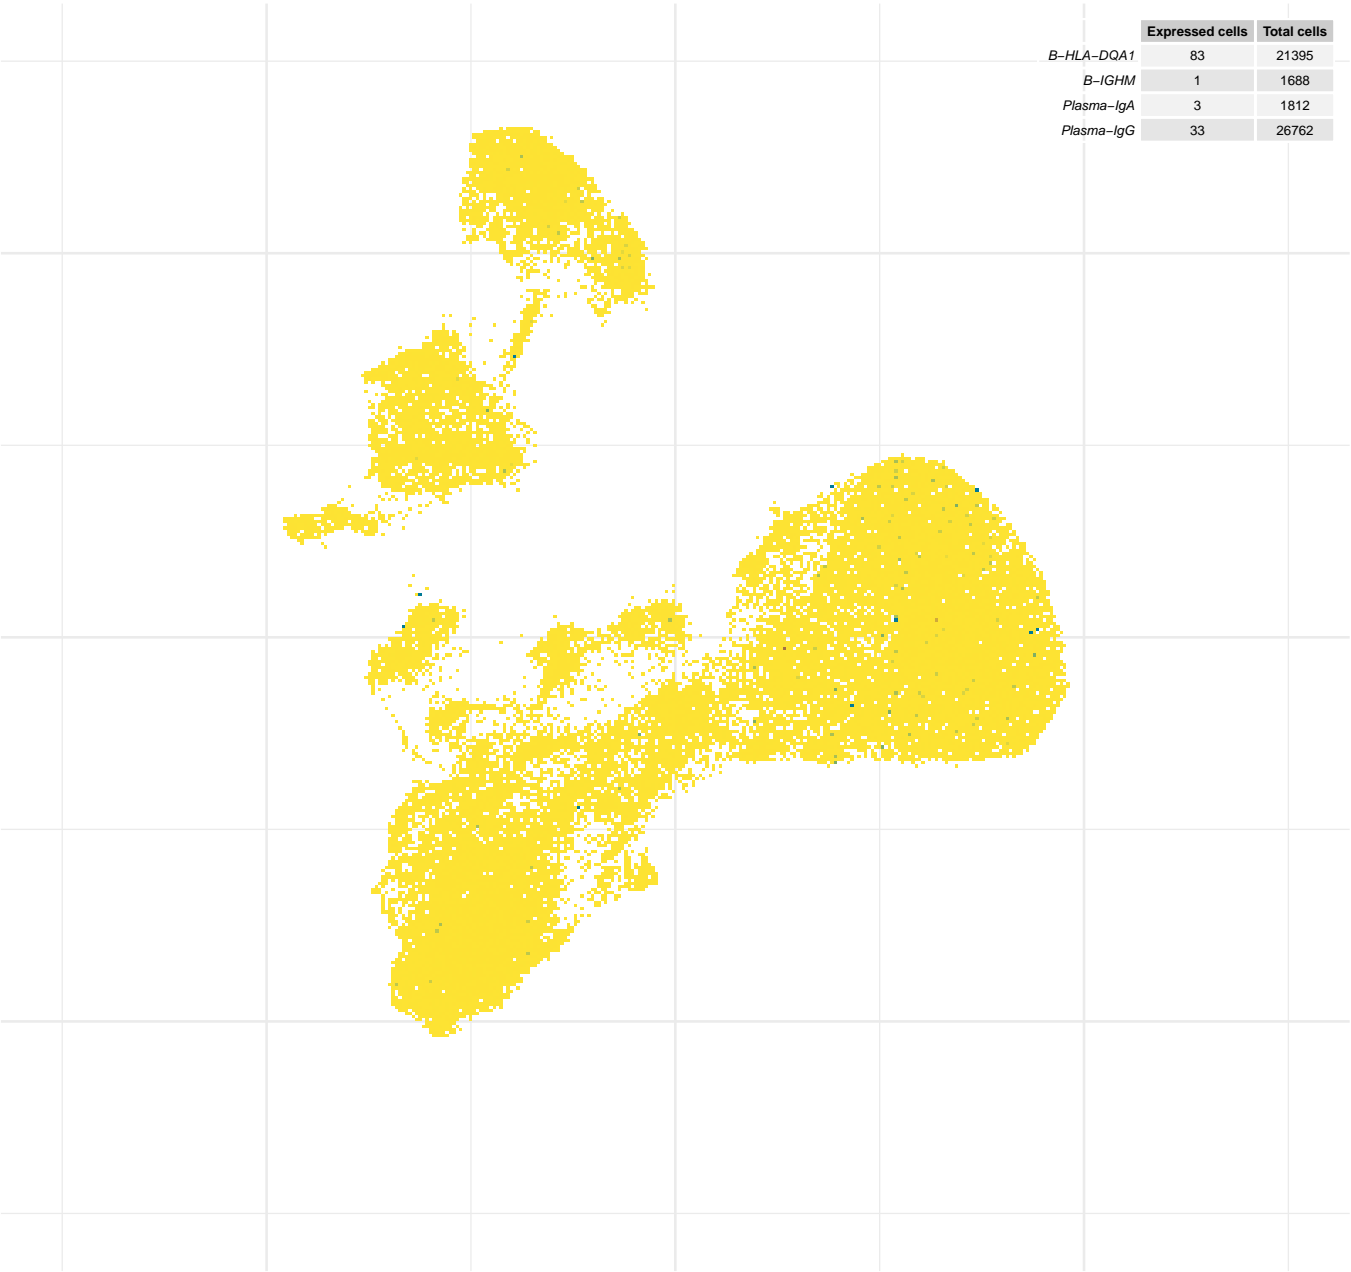 Expressed cells Total cells
B−HLA−DQA1 83 21395
B−IGHM 1 1688
Plasma−IgA 3 1812
Plasma−IgG 33 26762